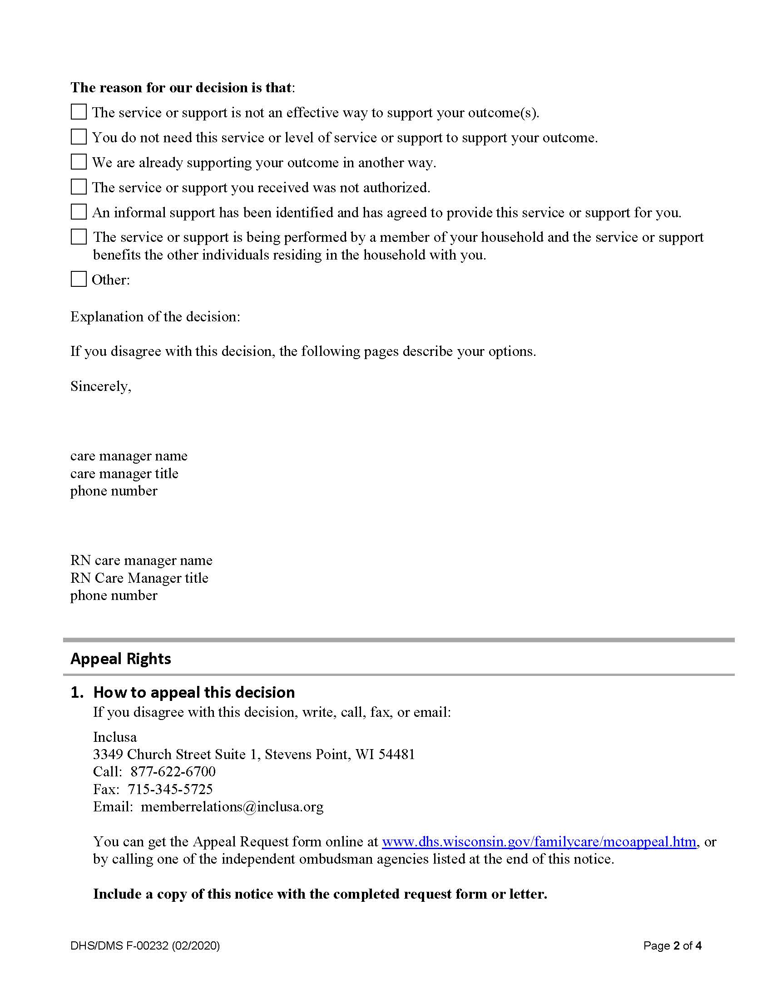 The reason for our decision is that:
The service or support is not an effective way to support your outcome(s).
You do not need this service or level of service or support to support your outcome.
We are already supporting your outcome in another way.
The service or support you received was not authorized.
An informal support has been identified and has agreed to provide this service or support for you.
The service or support is being performed by a member of your household and the service or support
benefits the other individuals residing in the household with you.
Other:
Explanation of the decision:
If you disagree with this decision, the following pages describe your options.
Sincerely,
care manager name
care manager title
phone number
RN care manager name
RN Care Manager title
phone number
Appeal Rights
1. How to appeal this decision
If you disagree with this decision, write, call, fax, or email:
Inclusa
3349 Church Street Suite 1, Stevens Point, WI 54481
Call:  877-622-6700
Fax:  715-345-5725
Email:  memberrelations@inclusa.org
You can get the Appeal Request form online at www.dhs.wisconsin.gov/familycare/mcoappeal.htm, or
by calling one of the independent ombudsman agencies listed at the end of this notice.
Include a copy of this notice with the completed request form or letter.
DHS/DMS F-00232 (02/2020) Page 2 of 4